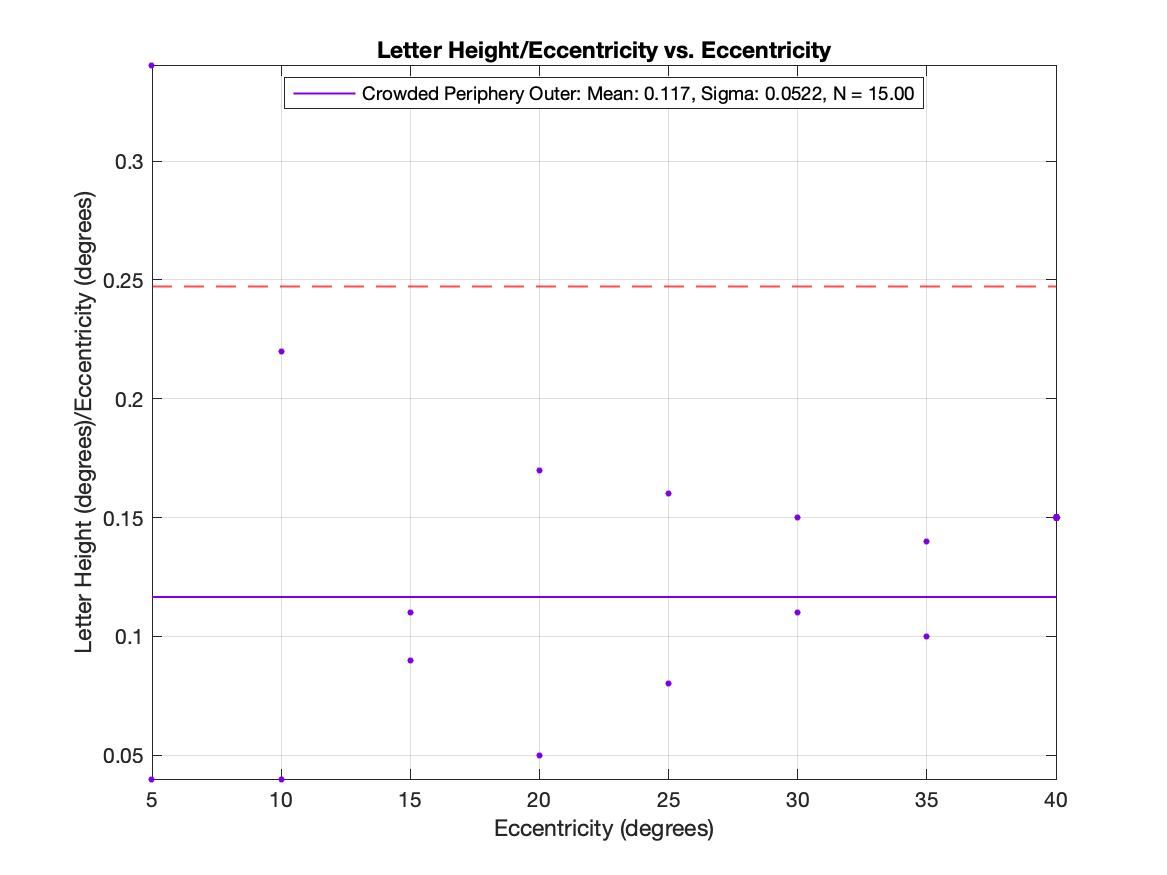 Letter Height/Eccentricity vs. Eccentricity
Crowded Periphery Outer: Mean: 0.117, Sigma: 0.0522, N = 15.00
Letter Height (degrees)/Eccentricity (degrees)
0.3
0.25
0.2
0.15
0.1
0.05
5 10 15 20 25 30 35 40
Eccentricity (degrees)